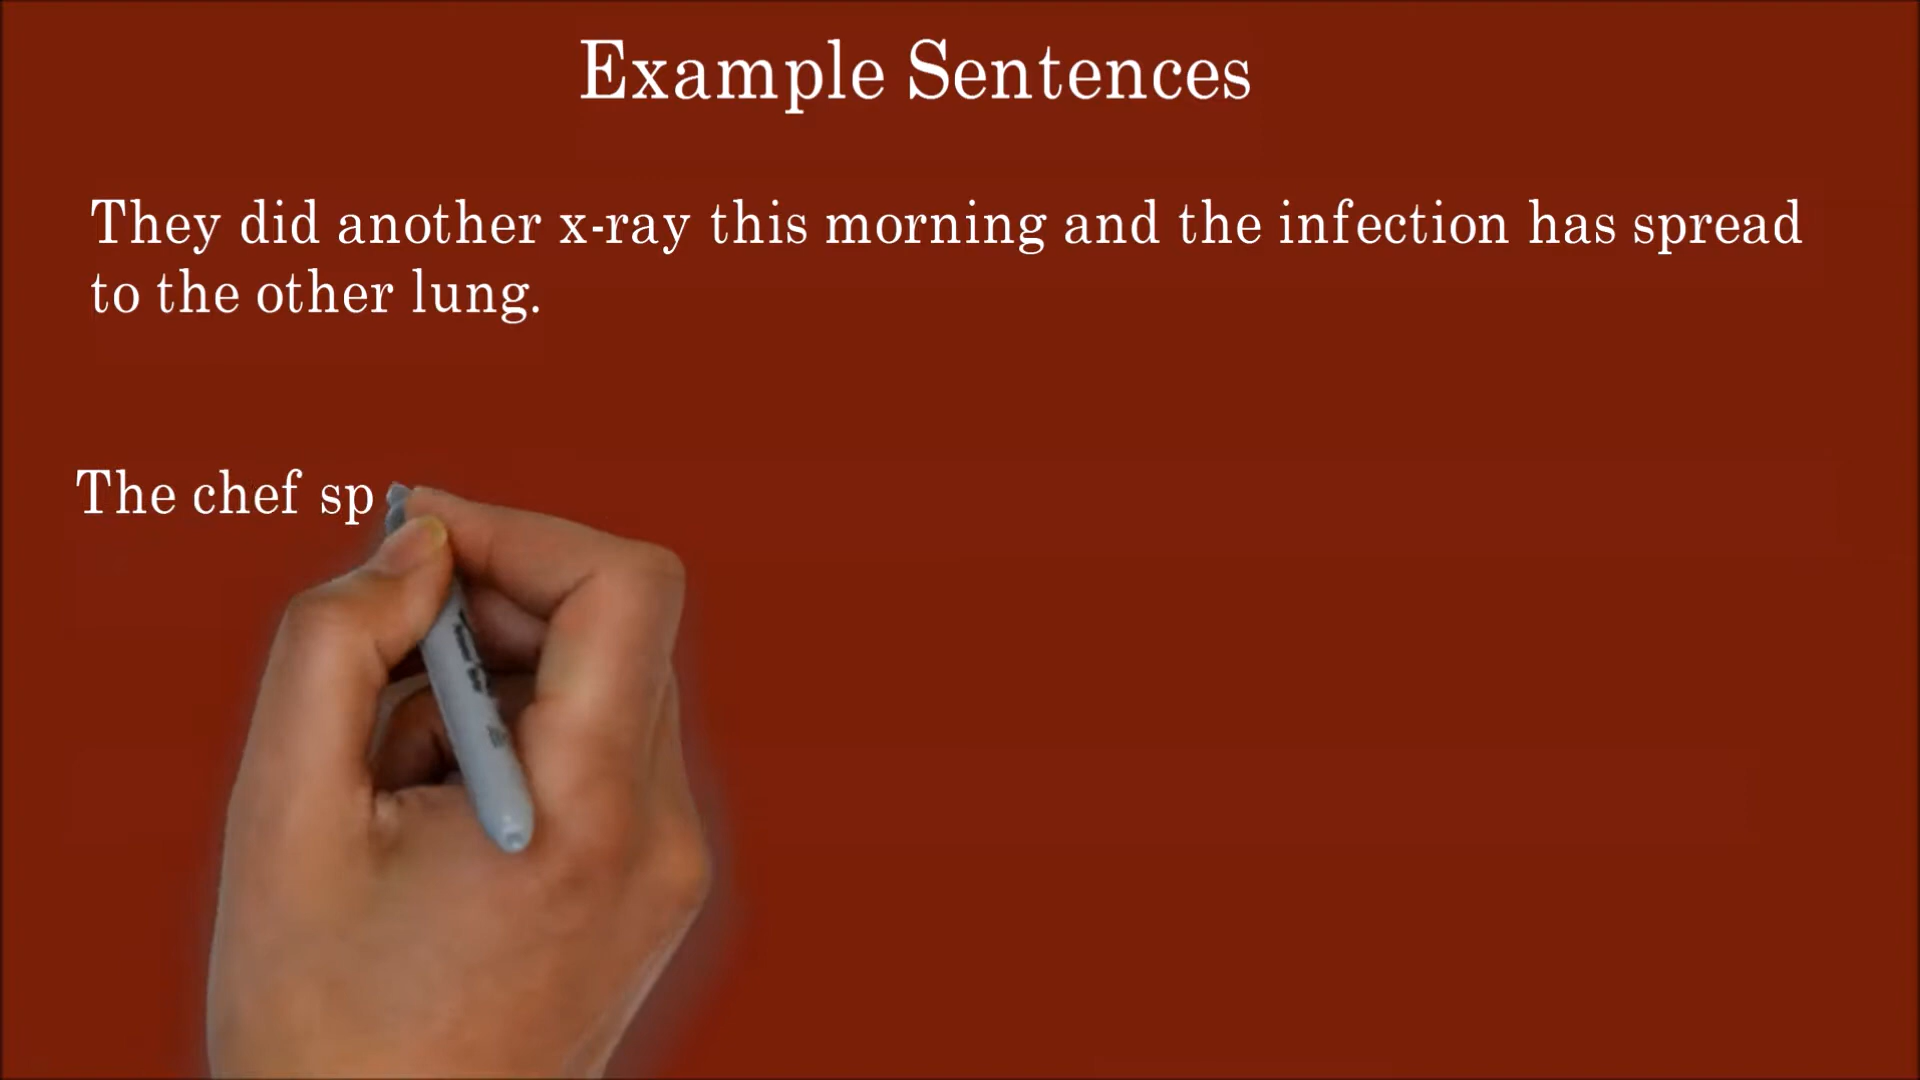 Example Sentences
They did another x-ray this morning and the infection has spread
to the other lung.
The chef sp